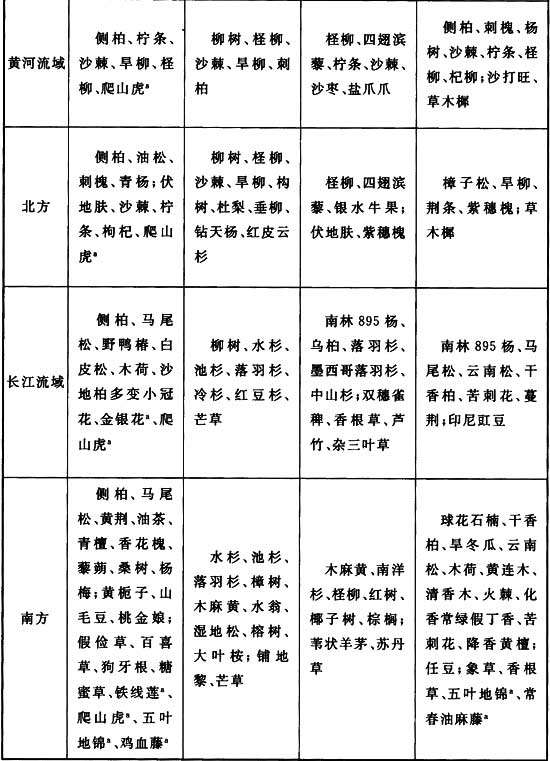 黄河流域
侧柏、柠条、
沙棘、旱柳、柽
柳、爬山虎ª
柳树、柽柳、
沙棘、旱柳、刺
柏
柽柳、四翅滨
藜、柠条、沙棘、
沙枣、盐爪爪
侧柏、刺槐、杨
树、沙棘、柠条、柽
柳、杞柳;沙打旺、
草木樨
北方
侧柏、油松、
刺槐、青杨;伏
地肤、沙棘、柠
条、枸杞、爬山
虎ª
柳树、柽柳、
沙棘、旱柳、构
树、杜梨、垂柳、
钻天杨、红皮云
杉
柽柳、四翅滨
藜、银水牛果;
伏地肤、紫穗槐
樟子松、旱柳、
荆条、紫穗槐;草
木樨
长江流域
侧柏、马尾
松、野鸭椿、白
皮松、木荷、沙
地柏多变小冠
花、金银花ª、爬
山虎ª
柳树、水杉、
池杉、落羽杉、
冷杉、红豆杉、
芒草
南林895杨、
乌柏、落羽杉、
墨西哥落羽杉、
中山杉;双穗雀
稗、香根草、芦
竹、杂三叶草
南林895杨、马
尾松、云南松、干
香柏、苦刺花、蔓
荆;印尼豇豆
南方
侧柏、马尾
松、黄荆、油茶、
青檀、香花槐、
藜蒴、桑树、杨
梅;黄栀子、山
毛豆、桃金娘;
假俭草、百喜
草、狗牙根、糖
蜜草、铁线莲ª、
爬山虎ª、五叶
地锦ª、鸡血藤ª
水杉、池杉、
落羽杉、樟树、
木麻黄、水翁、
湿地松、榕树、
大叶桉;铺地
黎、芒草
木麻黄、南洋
杉、柽柳、红树、
椰子树、棕榈;
苇状羊茅、苏丹
草
球花石楠、干香
柏、旱冬瓜、云南
松、木荷、黄连木、
清香木、火棘、化
香常绿假丁香、苦
刺花、降香黄檀;
任豆;象草、香根
草、五叶地锦ª、常
春油麻藤ª